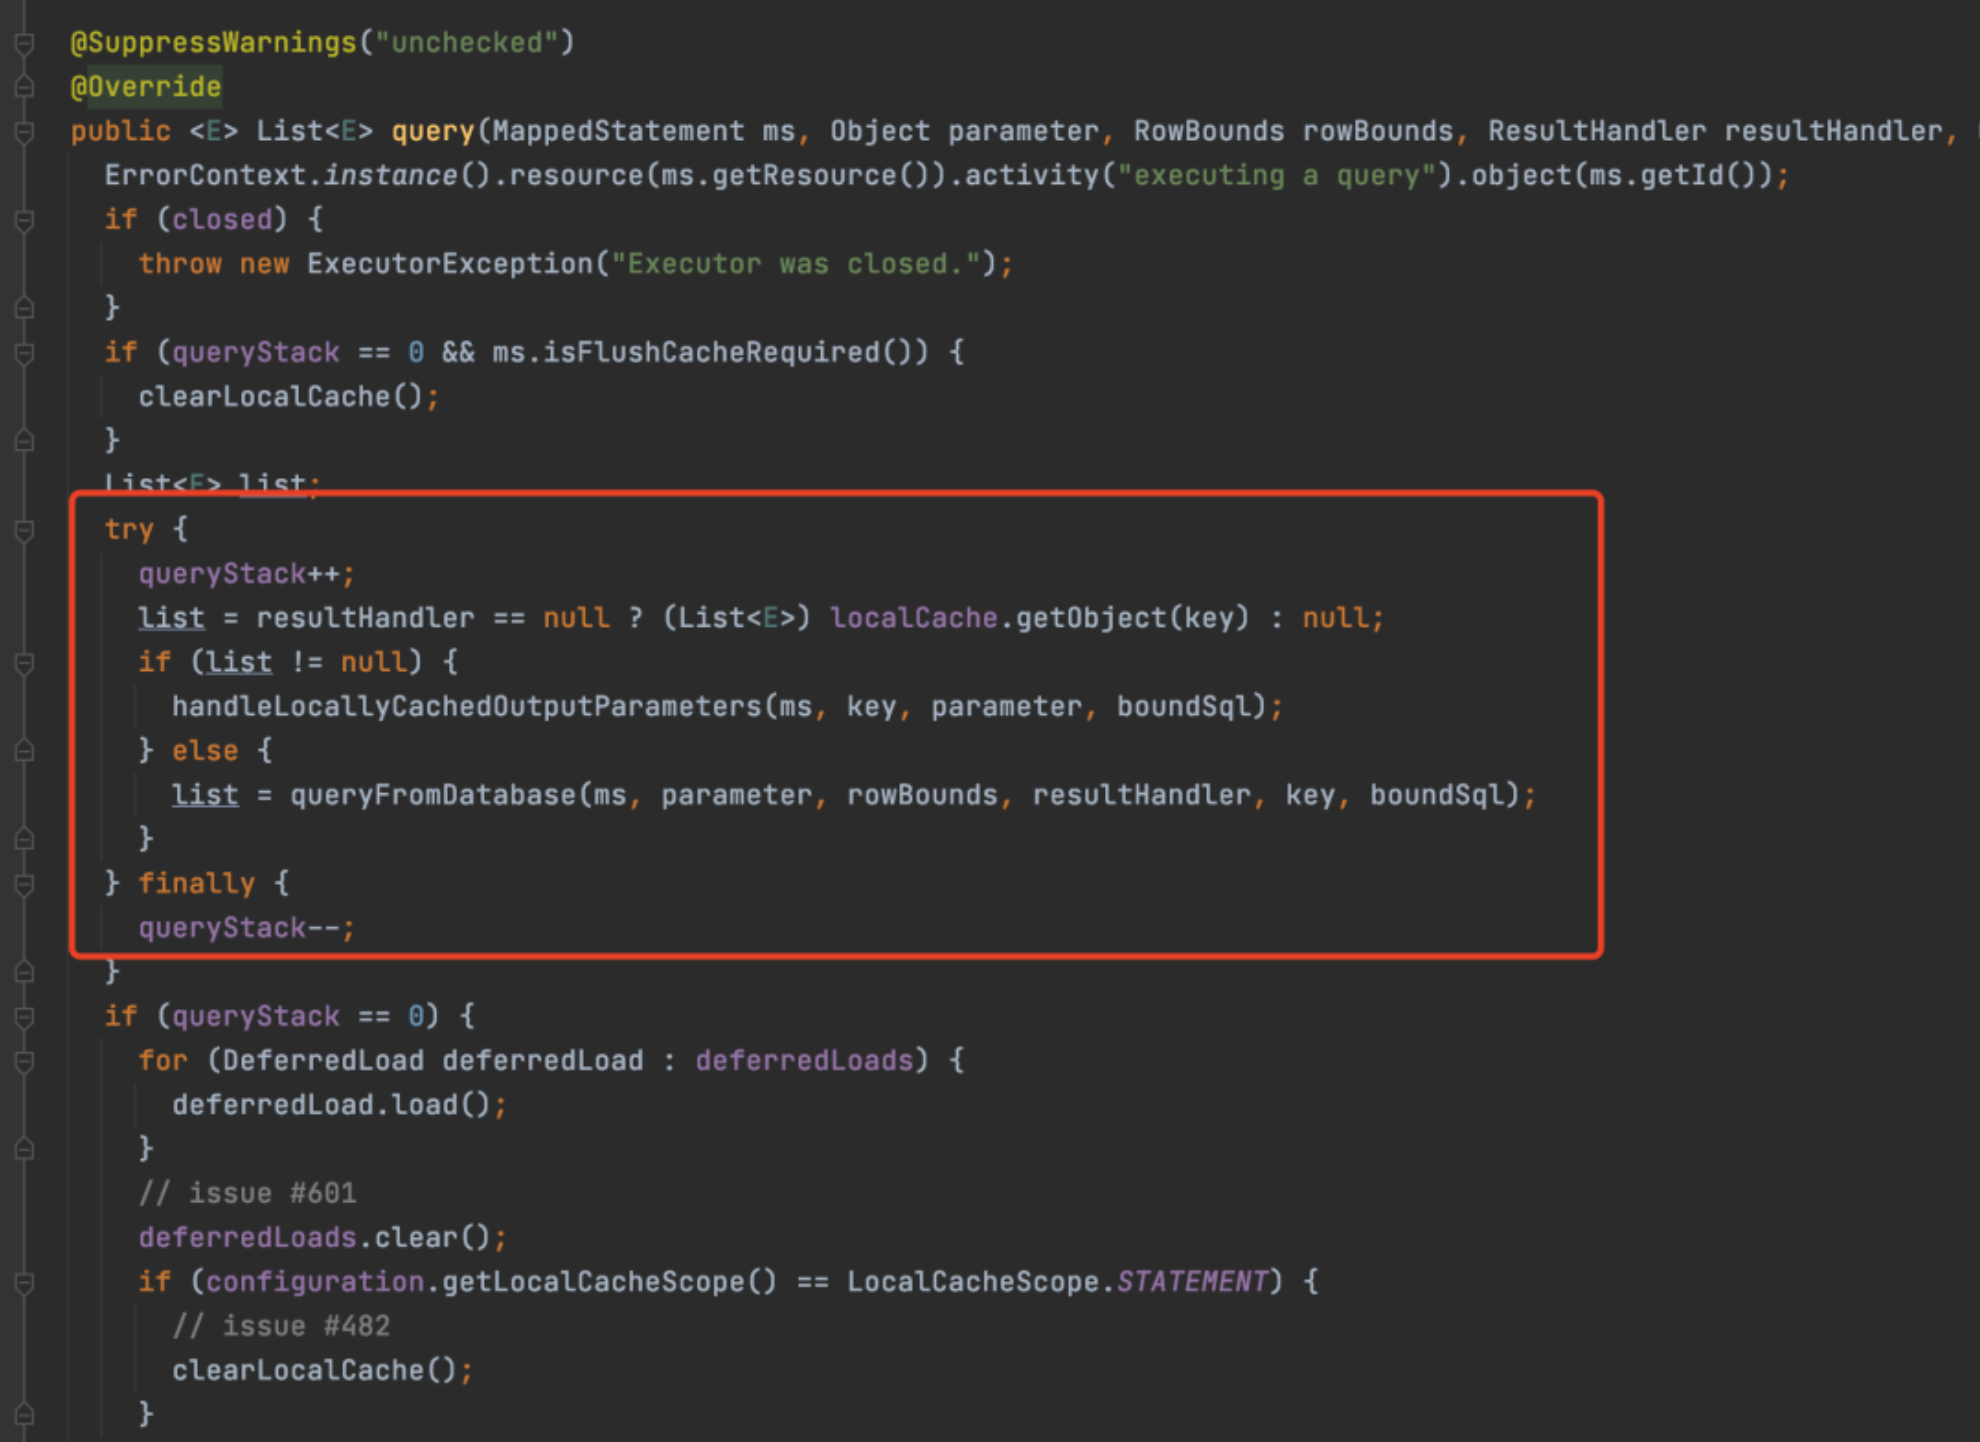 @SuppressWarnings("unchecked")
@Override
public <E> List<E> query(MappedStatement ms, Object parameter, RowBounds rowBounds, ResultHandler resultHandler,
ErrorContext.instance().resource(ms.getResource()).activity("executing a query").object(ms.getId());
if (closed) {
throw new ExecutorException("Executor was closed.");
}
if (queryStack == 0 && ms.isFlushCacheRequired()) {
clearLocalCache();
}
List<E> list;
try {
queryStack++;
list = resultHandler == null ? (List<E>) localCache.getObject(key) : null;
if (list != null) {
handleLocallyCachedOutputParameters(ms, key, parameter, boundSql);
} else {
list = queryFromDatabase(ms, parameter, rowBounds, resultHandler, key, boundSql);
}
} finally {
queryStack--;
}
if (queryStack == 0) {
for (DeferredLoad deferredLoad : deferredLoads) {
deferredLoad.load();
}
// issue #601
deferredLoads.clear();
if (configuration.getLocalCacheScope() == LocalCacheScope.STATEMENT) {
// issue #482
clearLocalCache();
}